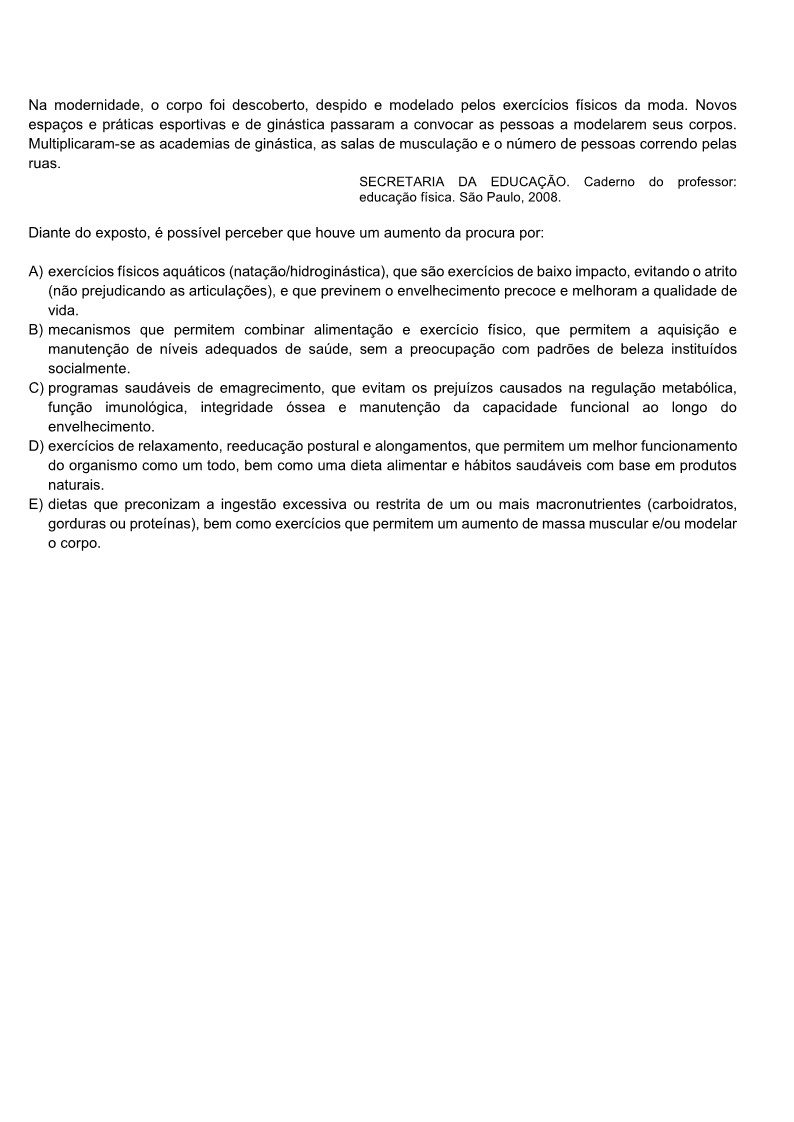 Na modernidade, o corpo foi descoberto, despido e modelado pelos exercícios físicos da moda. Novos
espaços e práticas esportivas e de ginástica passaram a convocar as pessoas a modelarem seus corpos.
Multiplicaram-se as academias de ginástica, as salas de musculação e o número de pessoas correndo pelas
ruas.
SECRETARIA DA EDUCAÇÃO. Caderno do professor:
educação física. São Paulo, 2008.
Diante do exposto, é possível perceber que houve um aumento da procura por:
A) exercícios físicos aquáticos (natação/hidroginástica), que são exercícios de baixo impacto, evitando o atrito
(não prejudicando as articulações), e que previnem o envelhecimento precoce e melhoram a qualidade de
vida.
B) mecanismos que permitem combinar alimentação e exercício físico, que permitem a aquisição e
manutenção de níveis adequados de saúde, sem a preocupação com padrões de beleza instituídos
socialmente.
C) programas saudáveis de emagrecimento, que evitam os prejuízos causados na regulação metabólica,
função imunológica, integridade óssea e manutenção da capacidade funcional ao longo do
envelhecimento.
D) exercícios de relaxamento, reeducação postural e alongamentos, que permitem um melhor funcionamento
do organismo como um todo, bem como uma dieta alimentar e hábitos saudáveis com base em produtos
naturais.
E) dietas que preconizam a ingestão excessiva ou restrita de um ou mais macronutrientes (carboidratos,
gorduras ou proteínas), bem como exercícios que permitem um aumento de massa muscular e/ou modelar
o corpo.